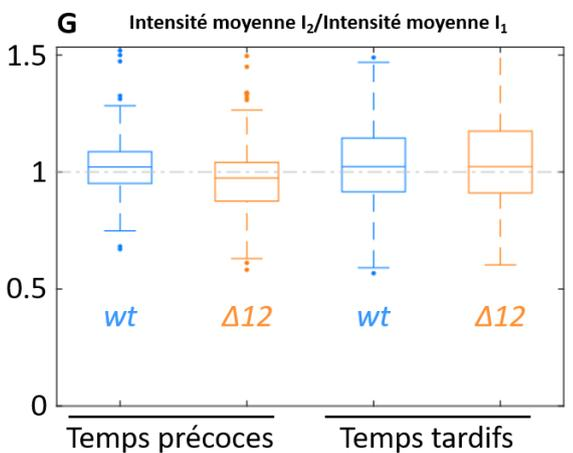 G Intensité moyenne I₂/Intensité moyenne I₁
1.5
1
0.5
0
wt Δ12 wt Δ12
Temps précoces Temps tardifs